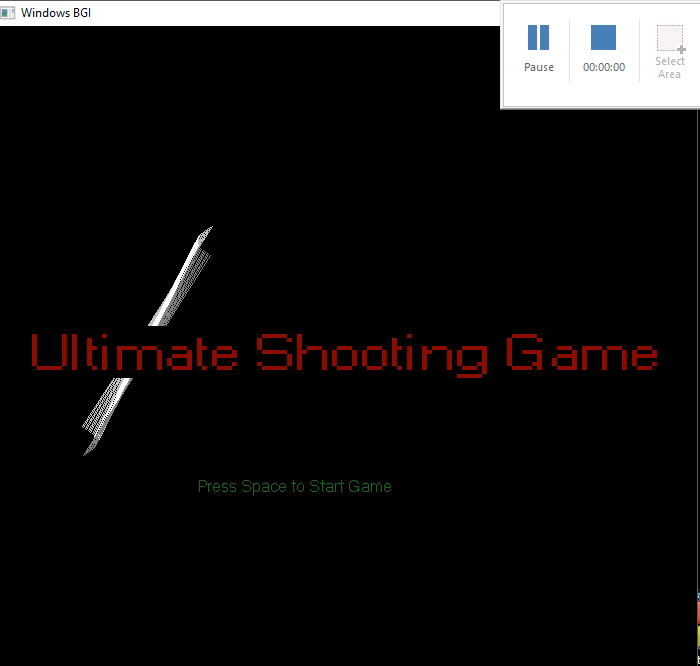 Windows BGI
Pause
00:00:00
Select
Area
Ultimate Shooting Game
Press Space to Start Game